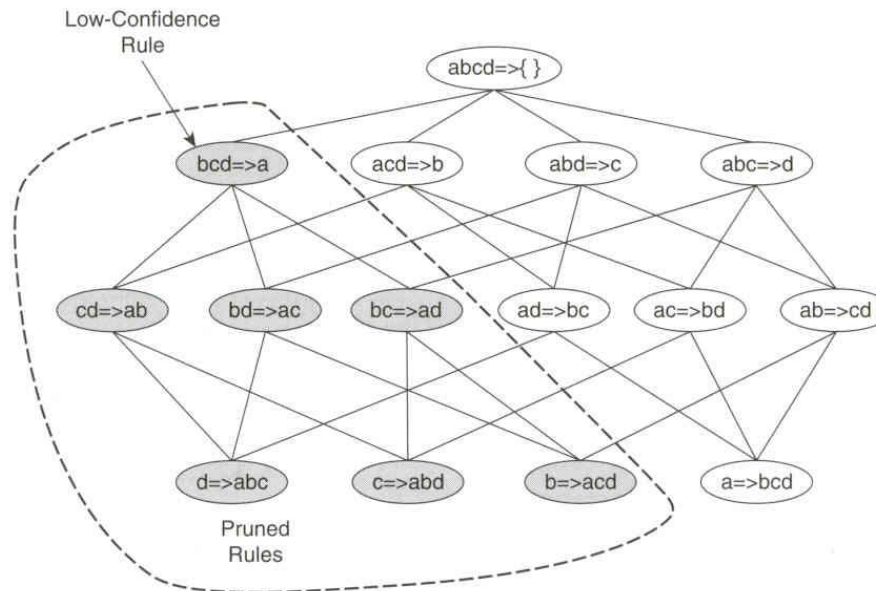 Low-Confidence
Rule
abcd=>{ }
bcd=>a
acd=>b
abd=>c
abc=>d
cd=>ab
bd=>ac
bc=>ad
ad=>bc
ac=>bd
ab=>cd
d=>abc
c=>abd
b=>acd
a=>bcd
Pruned
Rules